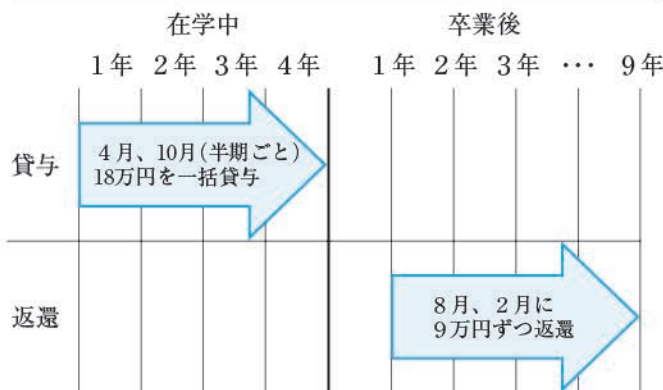 在学中 卒業後
1年 2年 3年 4年 1年 2年 3年 … 9年
貸与
4月、10月(半期ごと)
18万円を一括貸与
返還
8月、2月に
9万円ずつ返還